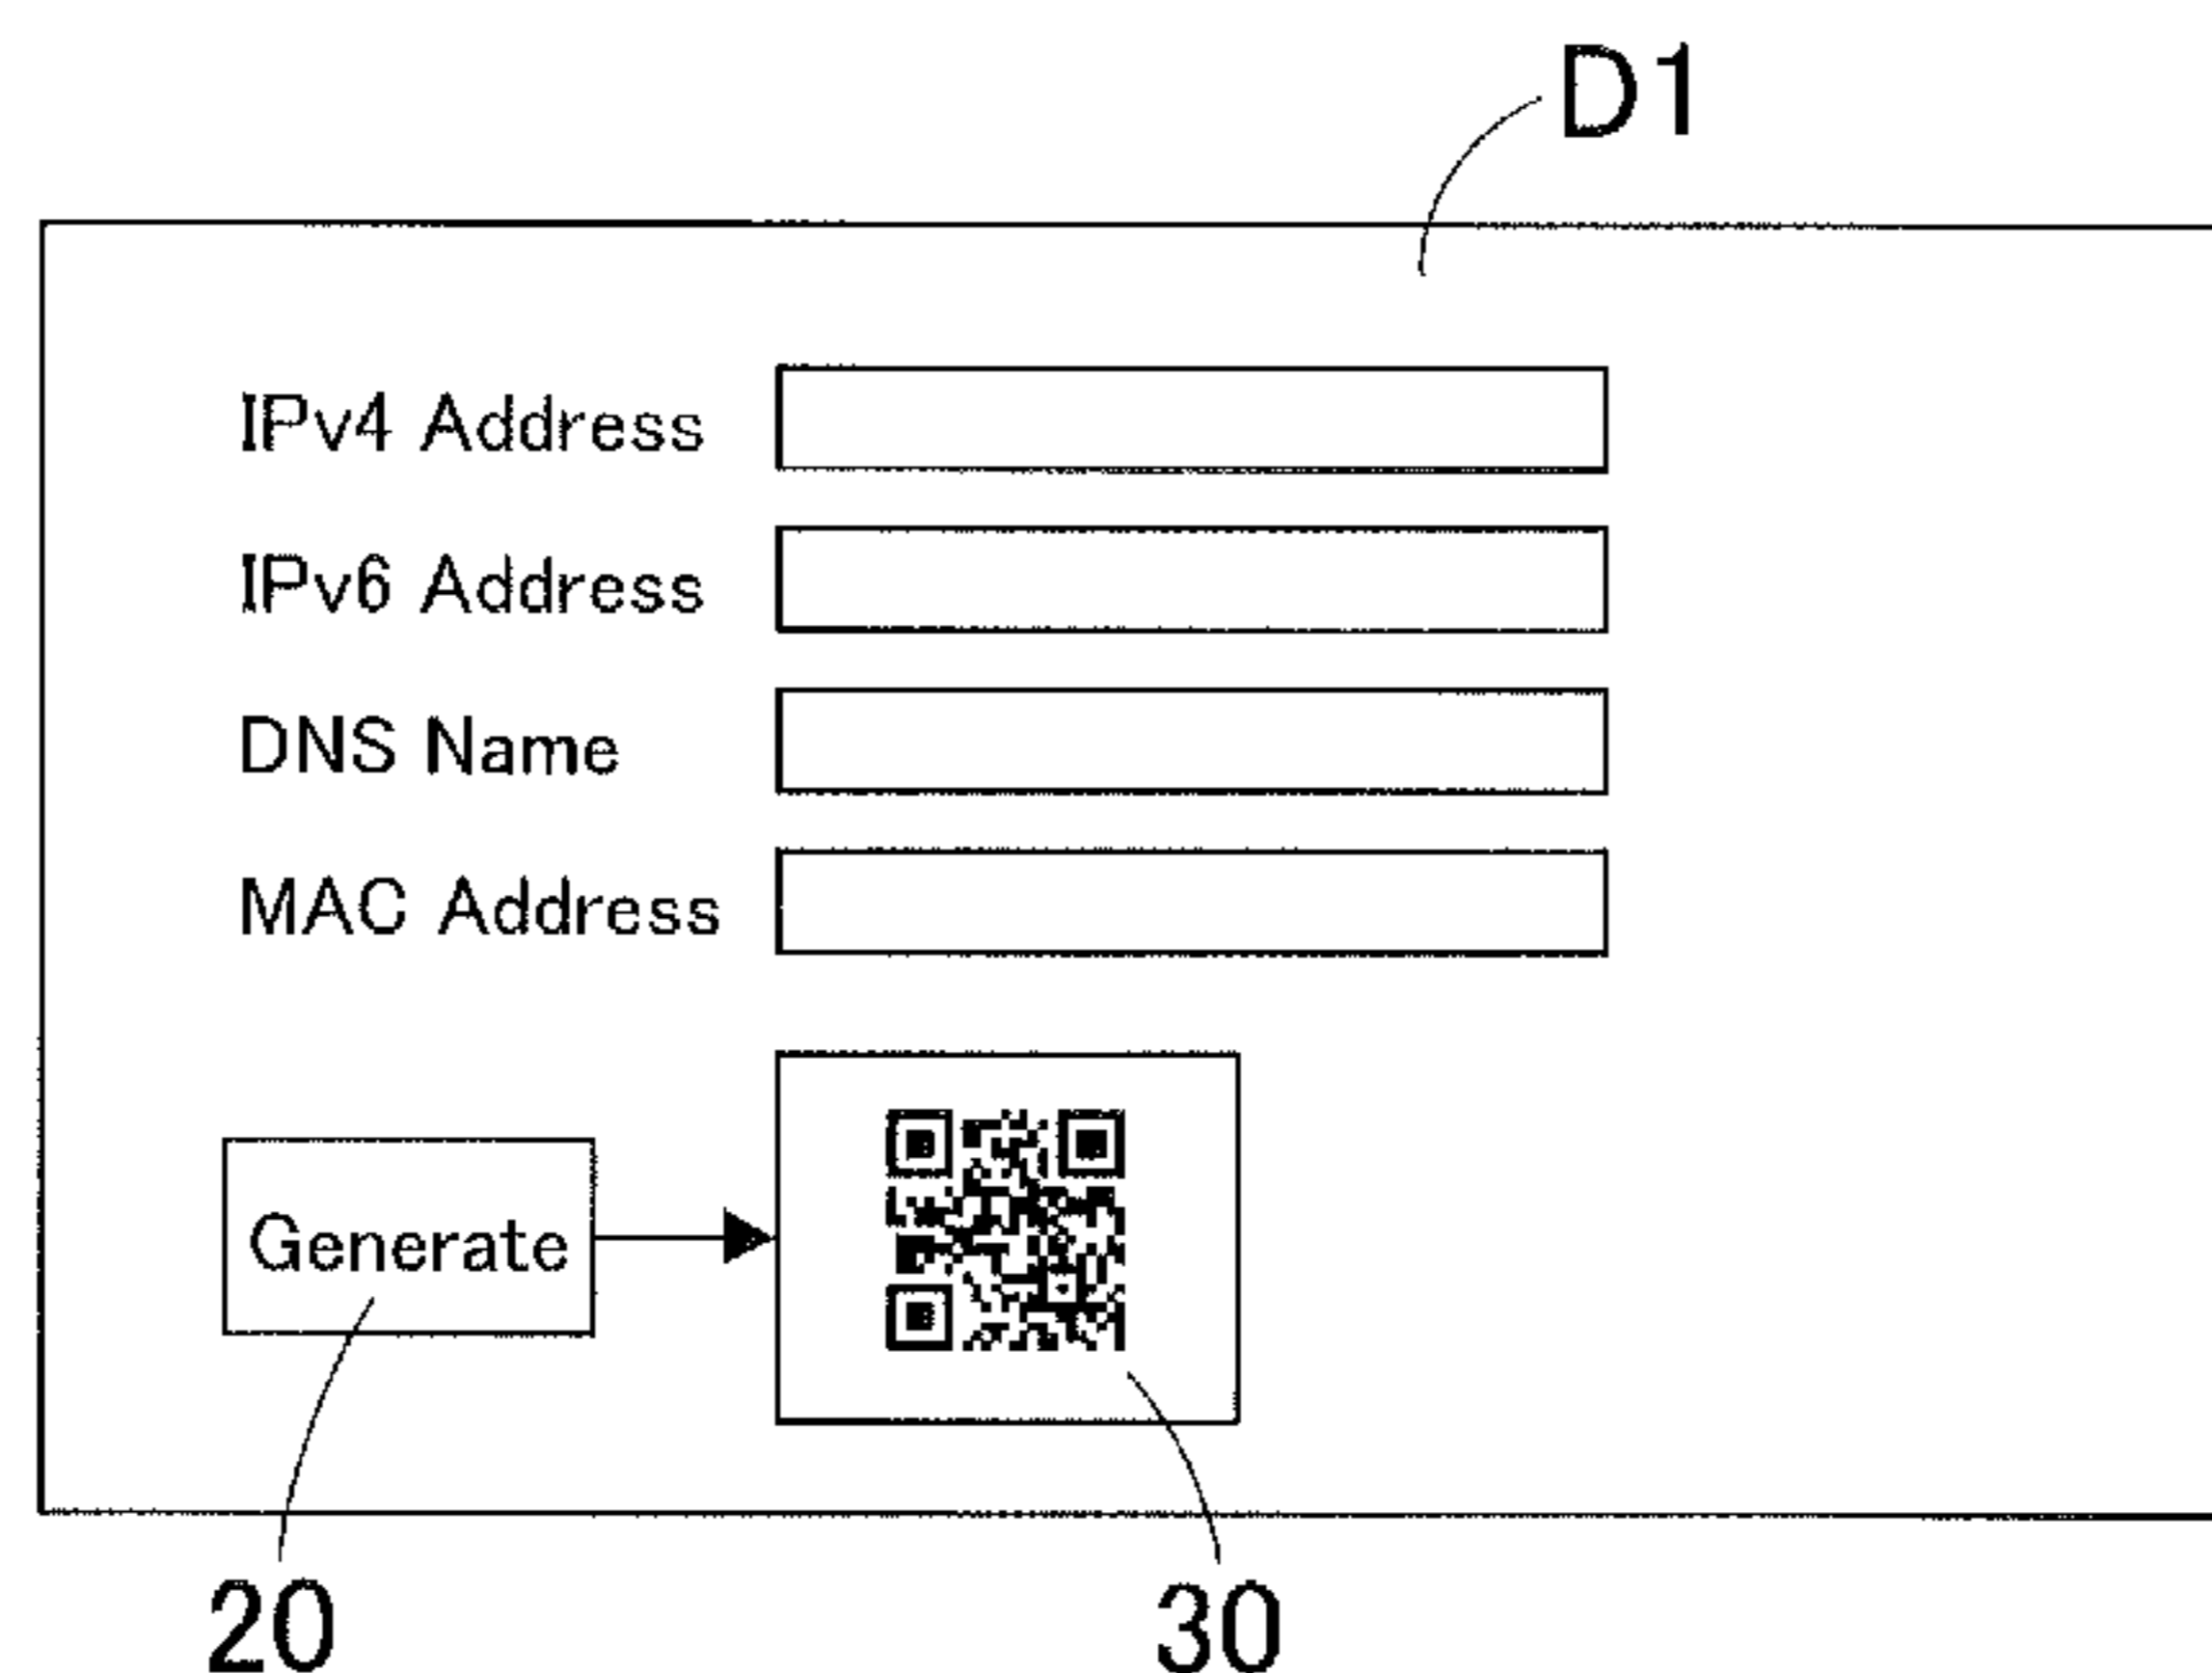 D1
IPv4 Address
IPv6 Address
DNS Name
MAC Address
Generate
20
30